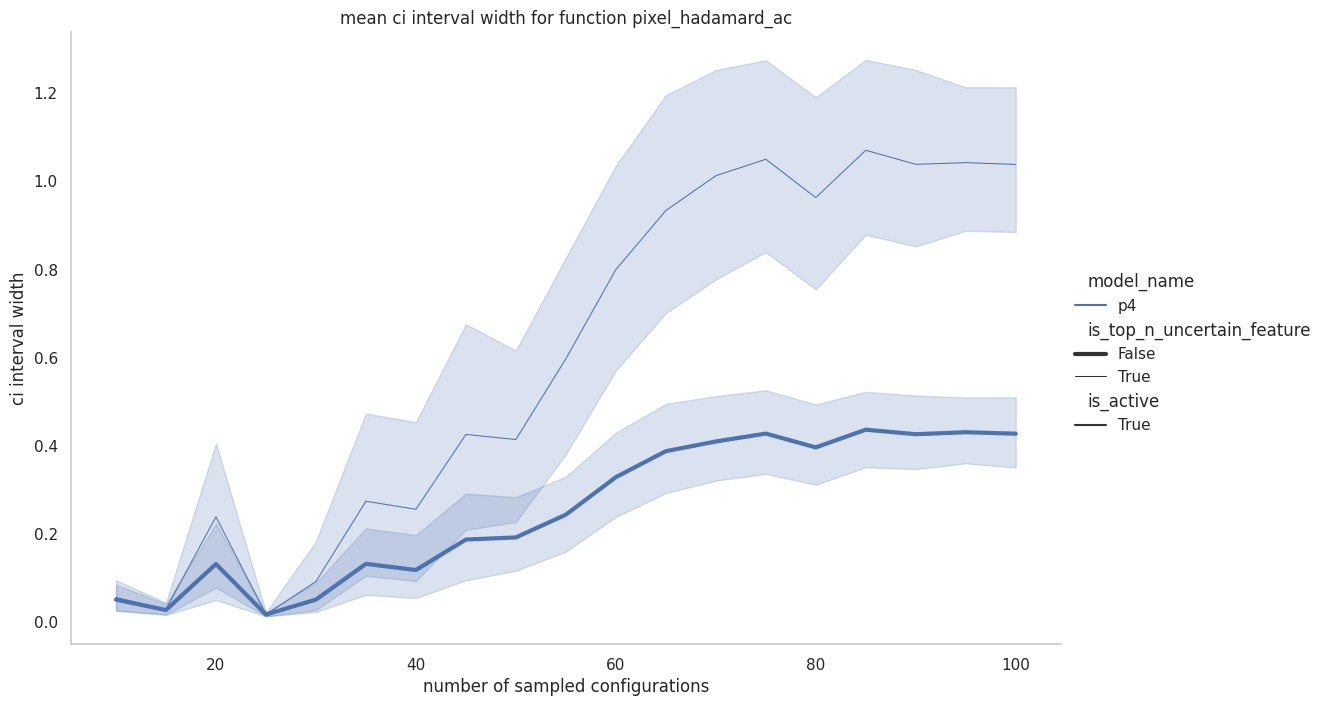 mean ci interval width for function pixel_hadamard_ac
1.2
1.0
0.8
0.6
0.4
0.2
0.0
ci interval width
20
40
60
80
100
number of sampled configurations
model_name
p4
is_top_n_uncertain_feature
False
True
is_active
True